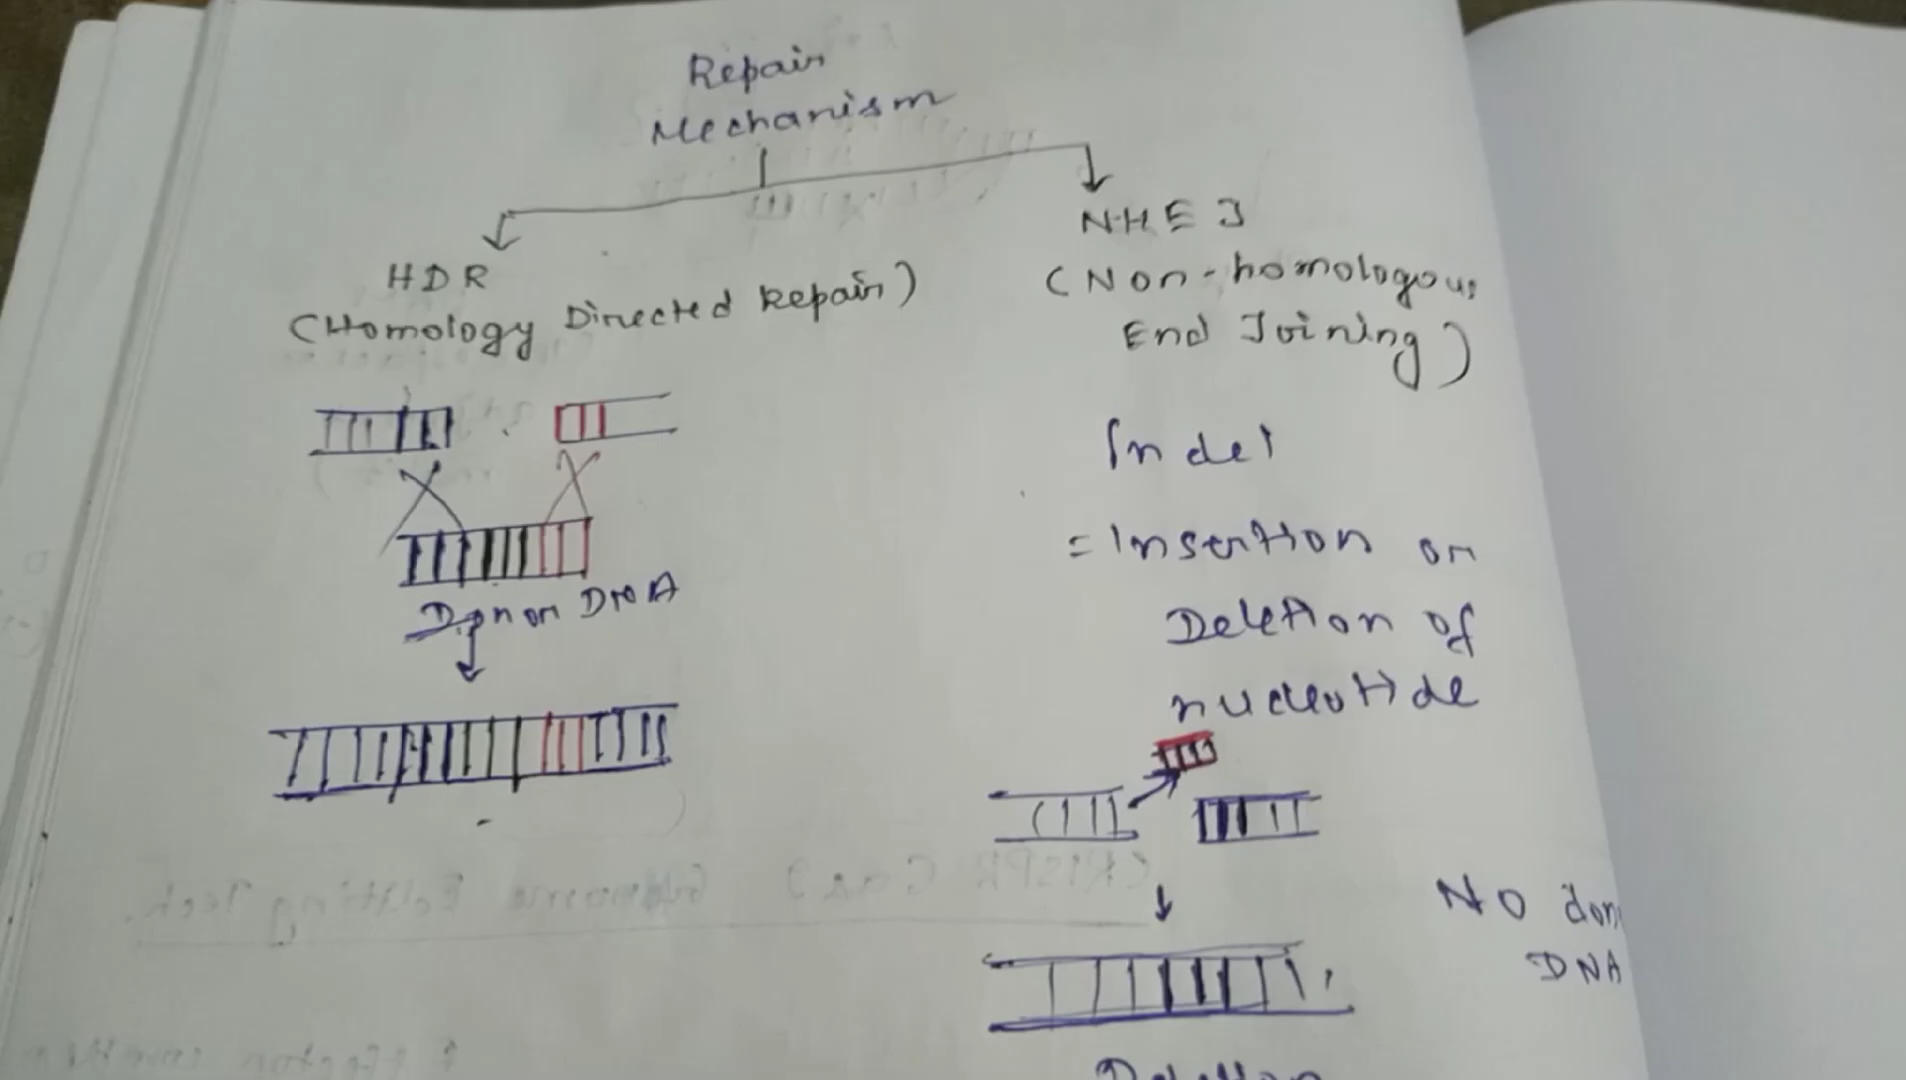 Repair
Mechanism
HDR
(Homology Directed Repair)
Donor DNA
NHEJ
(Non-homologous
End Joining)
Indel
= Insertion or
Deletion of
nucleotide
No
DNA
Deletion